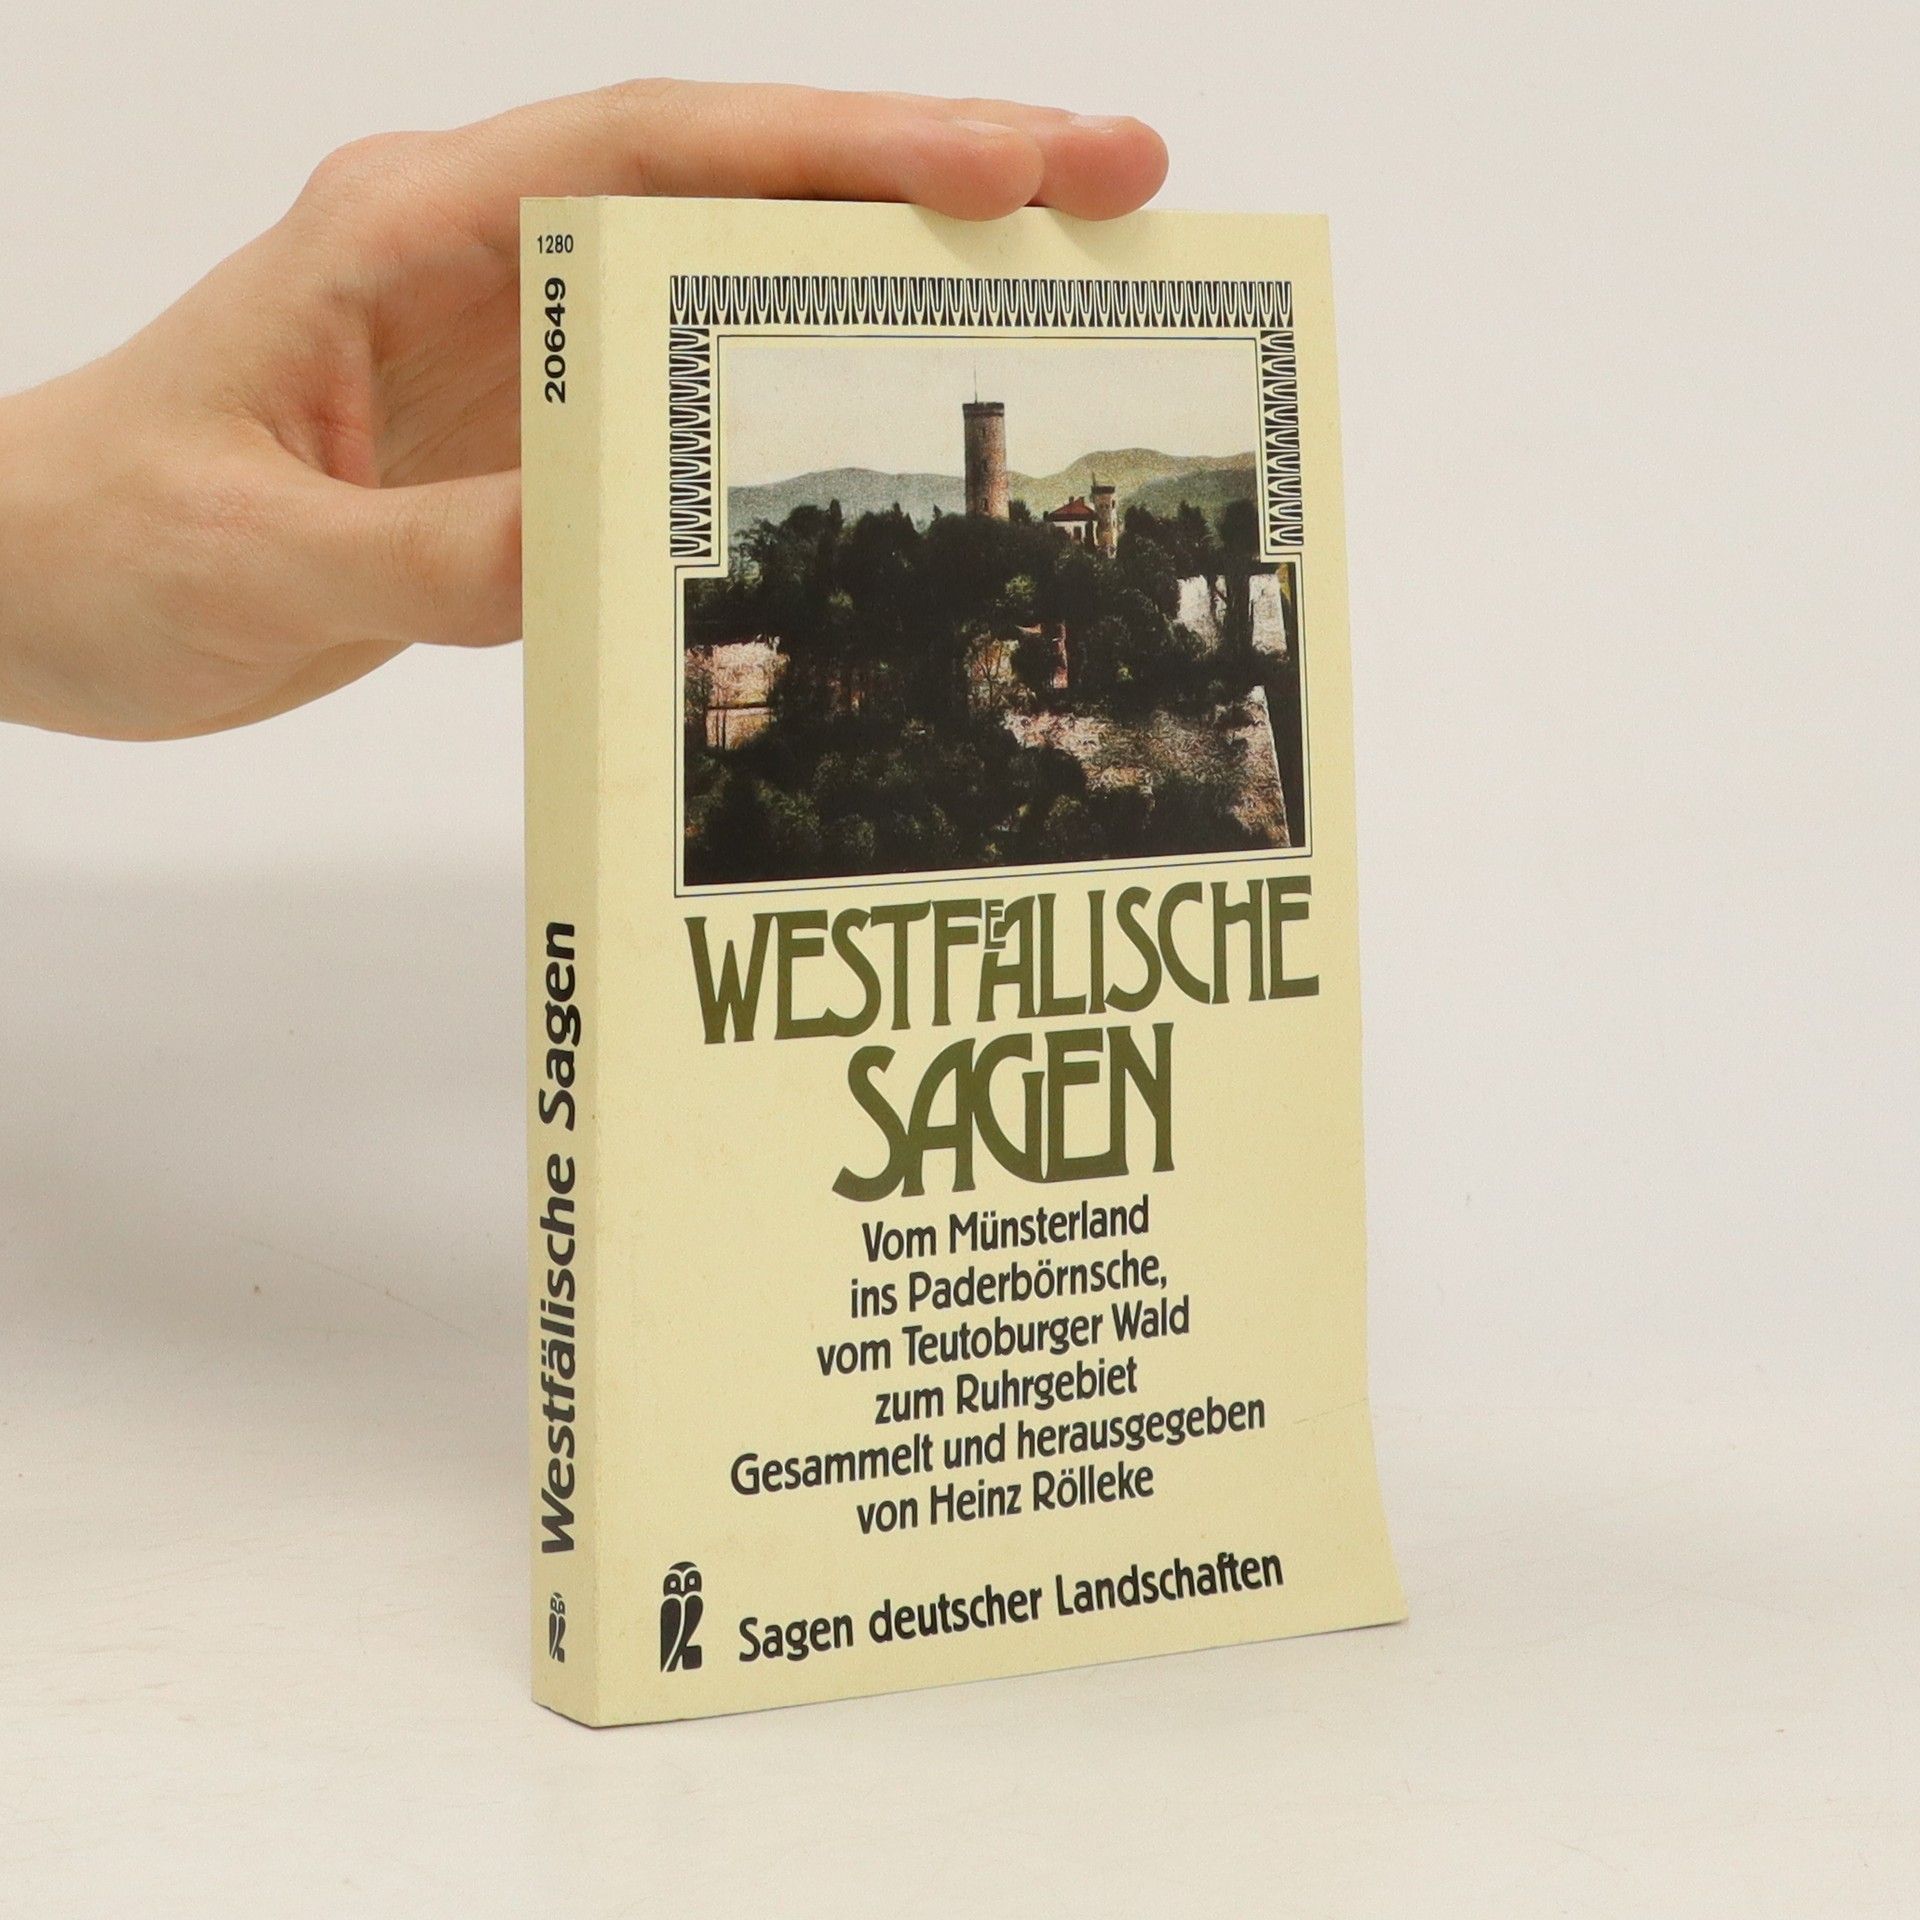 1280
20649
Westfälische Sagen
WESTFÆLISCHE
SAGEN
Vom Münsterland
ins Paderbörnsche,
vom Teutoburger Wald
zum Ruhrgebiet
Gesammelt und herausgegeben
von Heinz Rölleke
Sagen deutscher Landschaften